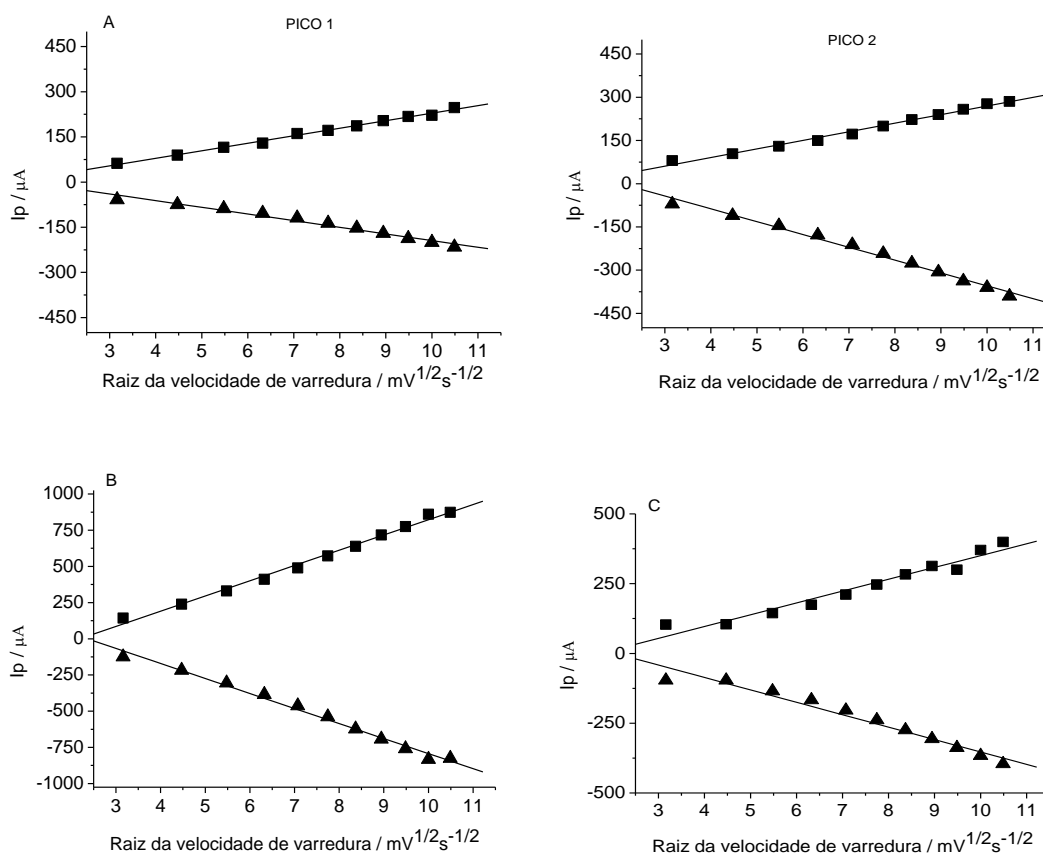 A
PICO 1
450
300
150
0
-150
-300
-450
Ip / μA
3 4 5 6 7 8 9 10 11
Raiz da velocidade de varredura / mV1/2s-1/2
PICO 2
450
300
150
0
-150
-300
-450
Ip / μA
3 4 5 6 7 8 9 10 11
Raiz da velocidade de varredura / mV1/2s-1/2
B
1000
750
500
250
0
-250
-500
-750
-1000
Ip / μA
3 4 5 6 7 8 9 10 11
Raiz da velocidade de varredura / mV1/2s-1/2
C
500
250
0
-250
-500
Ip / μA
3 4 5 6 7 8 9 10 11
Raiz da velocidade de varredura / mV1/2s-1/2